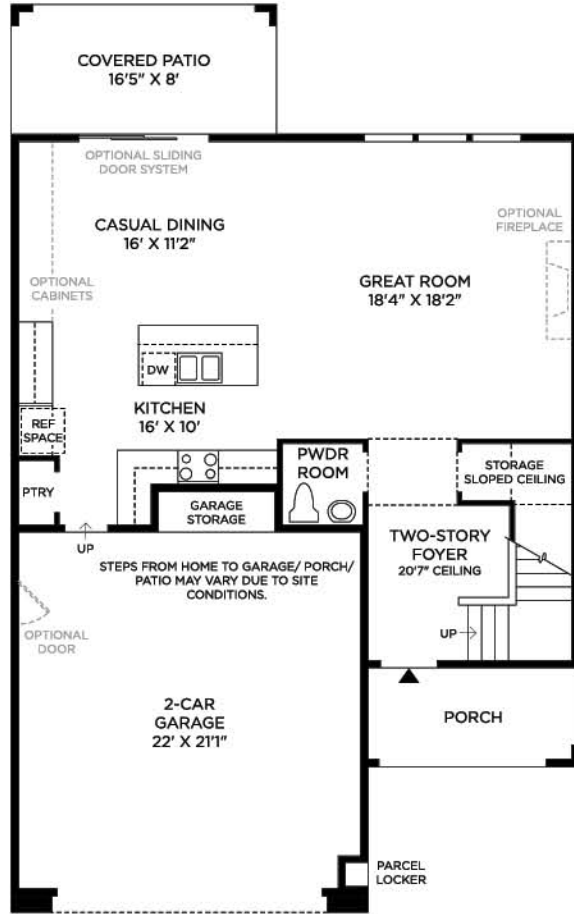 COVERED PATIO
16'5" X 8'
OPTIONAL SLIDING
DOOR SYSTEM
CASUAL DINING
16' X 11'2"
OPTIONAL
FIREPLACE
OPTIONAL
CABINETS
GREAT ROOM
18'4" X 18'2"
DW
KITCHEN
16' X 10'
REF
SPACE
PWDR
ROOM
STORAGE
SLOPED CEILING
PTRY
GARAGE
STORAGE
TWO-STORY
FOYER
20'7" CEILING
UP
STEPS FROM HOME TO GARAGE/ PORCH/
PATIO MAY VARY DUE TO SITE
CONDITIONS.
OPTIONAL
DOOR
UP
2-CAR
GARAGE
22' X 21'1"
PORCH
PARCEL
LOCKER